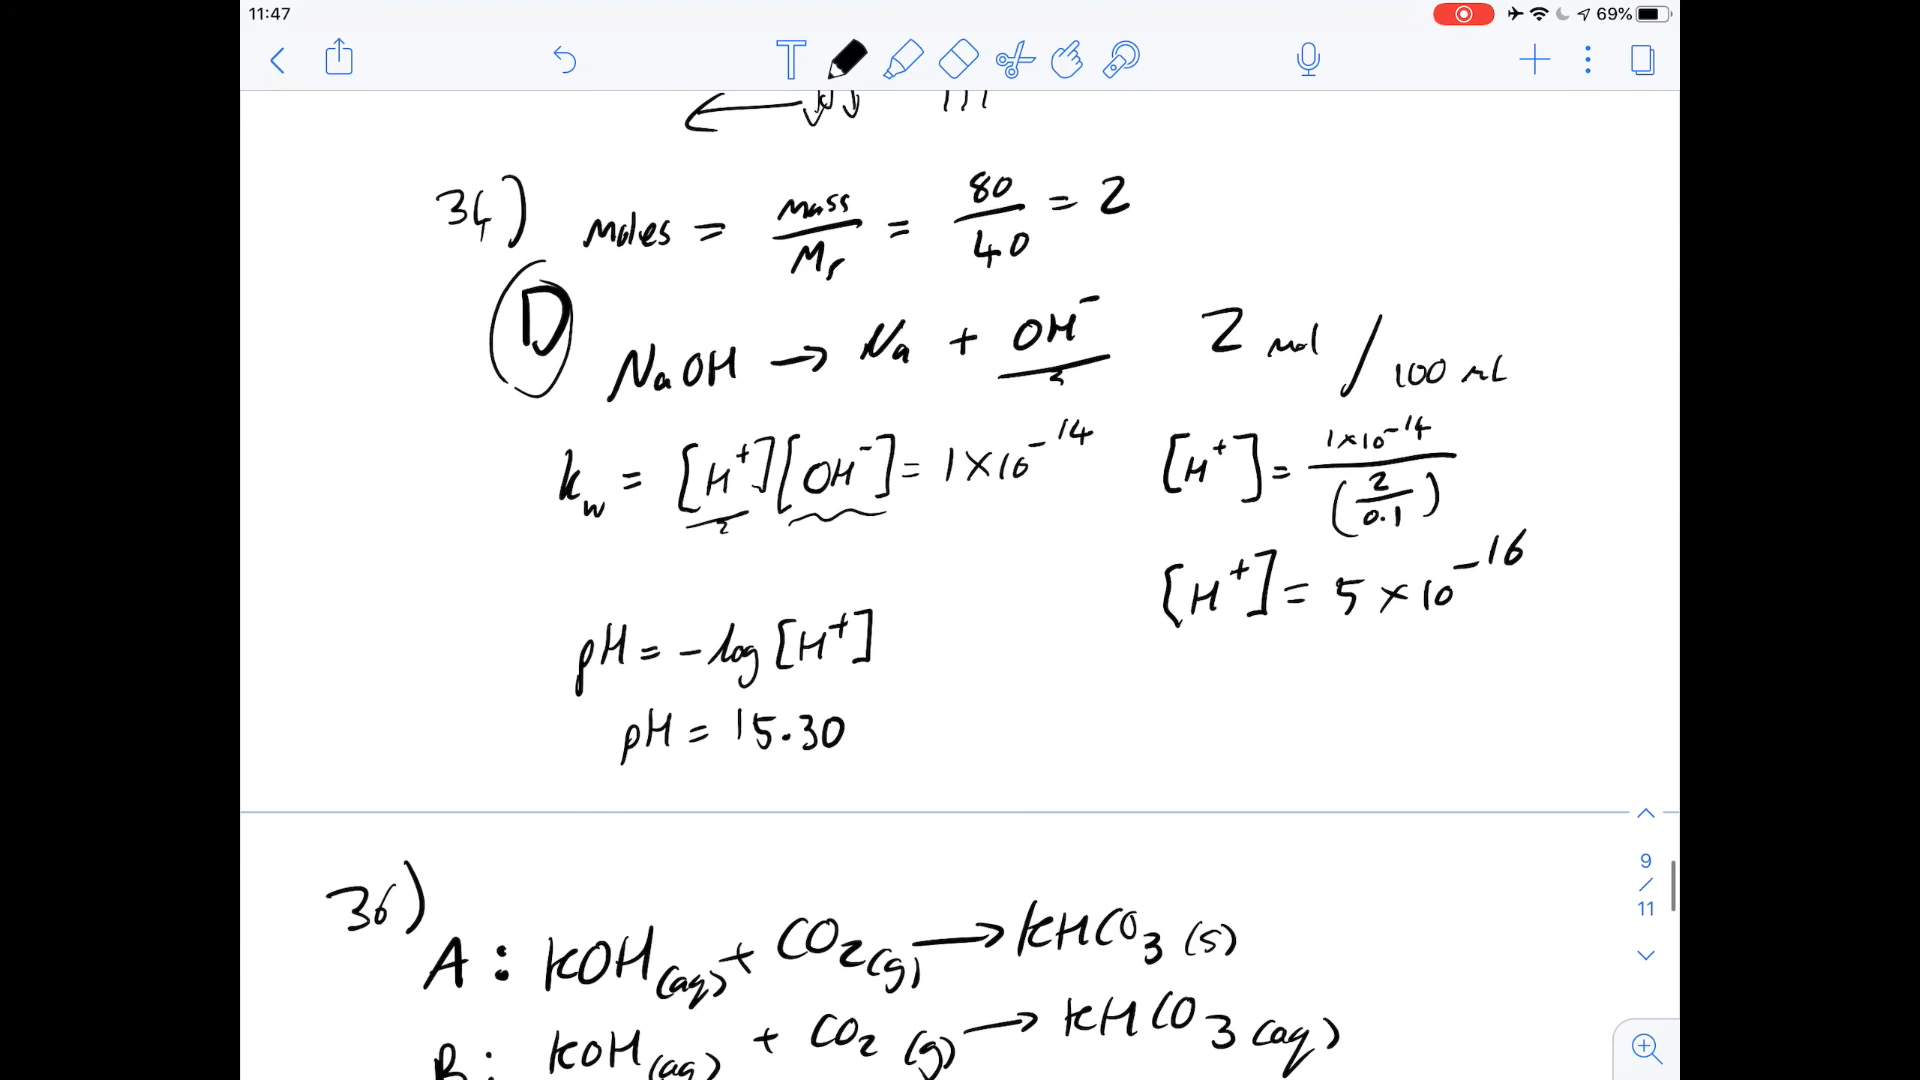 11:47
69%
T
34) moles = mass/Mr = 80/40 = 2
D
NaOH → Na + OH⁻ 2 mol / 100 mL
kw = [H⁺][OH⁻] = 1×10⁻¹⁴
[H⁺] = 1×10⁻¹⁴/(2/0.1)
[H⁺] = 5×10⁻¹⁶
pH = -log[H⁺]
pH = 15.30
9
/
11
36)
A: KOH(aq) + CO₂(g) → KHCO₃(s)
B: KOH(aq) + CO₂(g) → KHCO₃(aq)